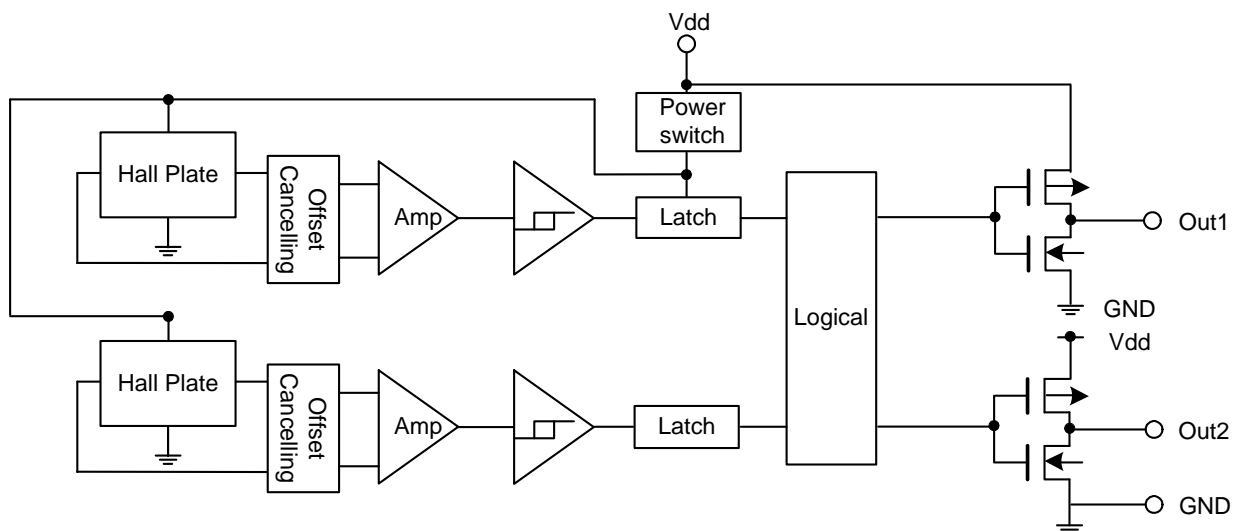 Vdd
Power
switch
Hall Plate
Offset
Cancelling
Amp
Latch
Out1
GND
Logical
Vdd
Hall Plate
Offset
Cancelling
Amp
Latch
Out2
GND